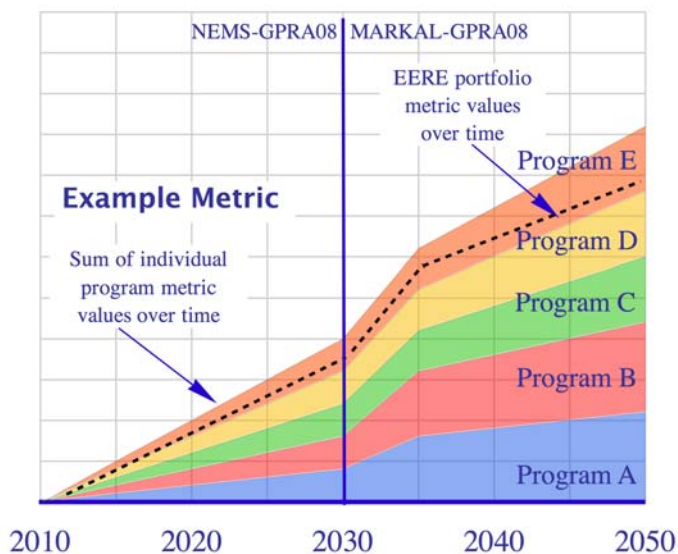 NEMS-GPRA08
MARKAL-GPRA08
EERE portfolio
metric values
over time
Program E
Example Metric
Program D
Sum of individual
program metric
values over time
Program C
Program B
Program A
2010
2020
2030
2040
2050